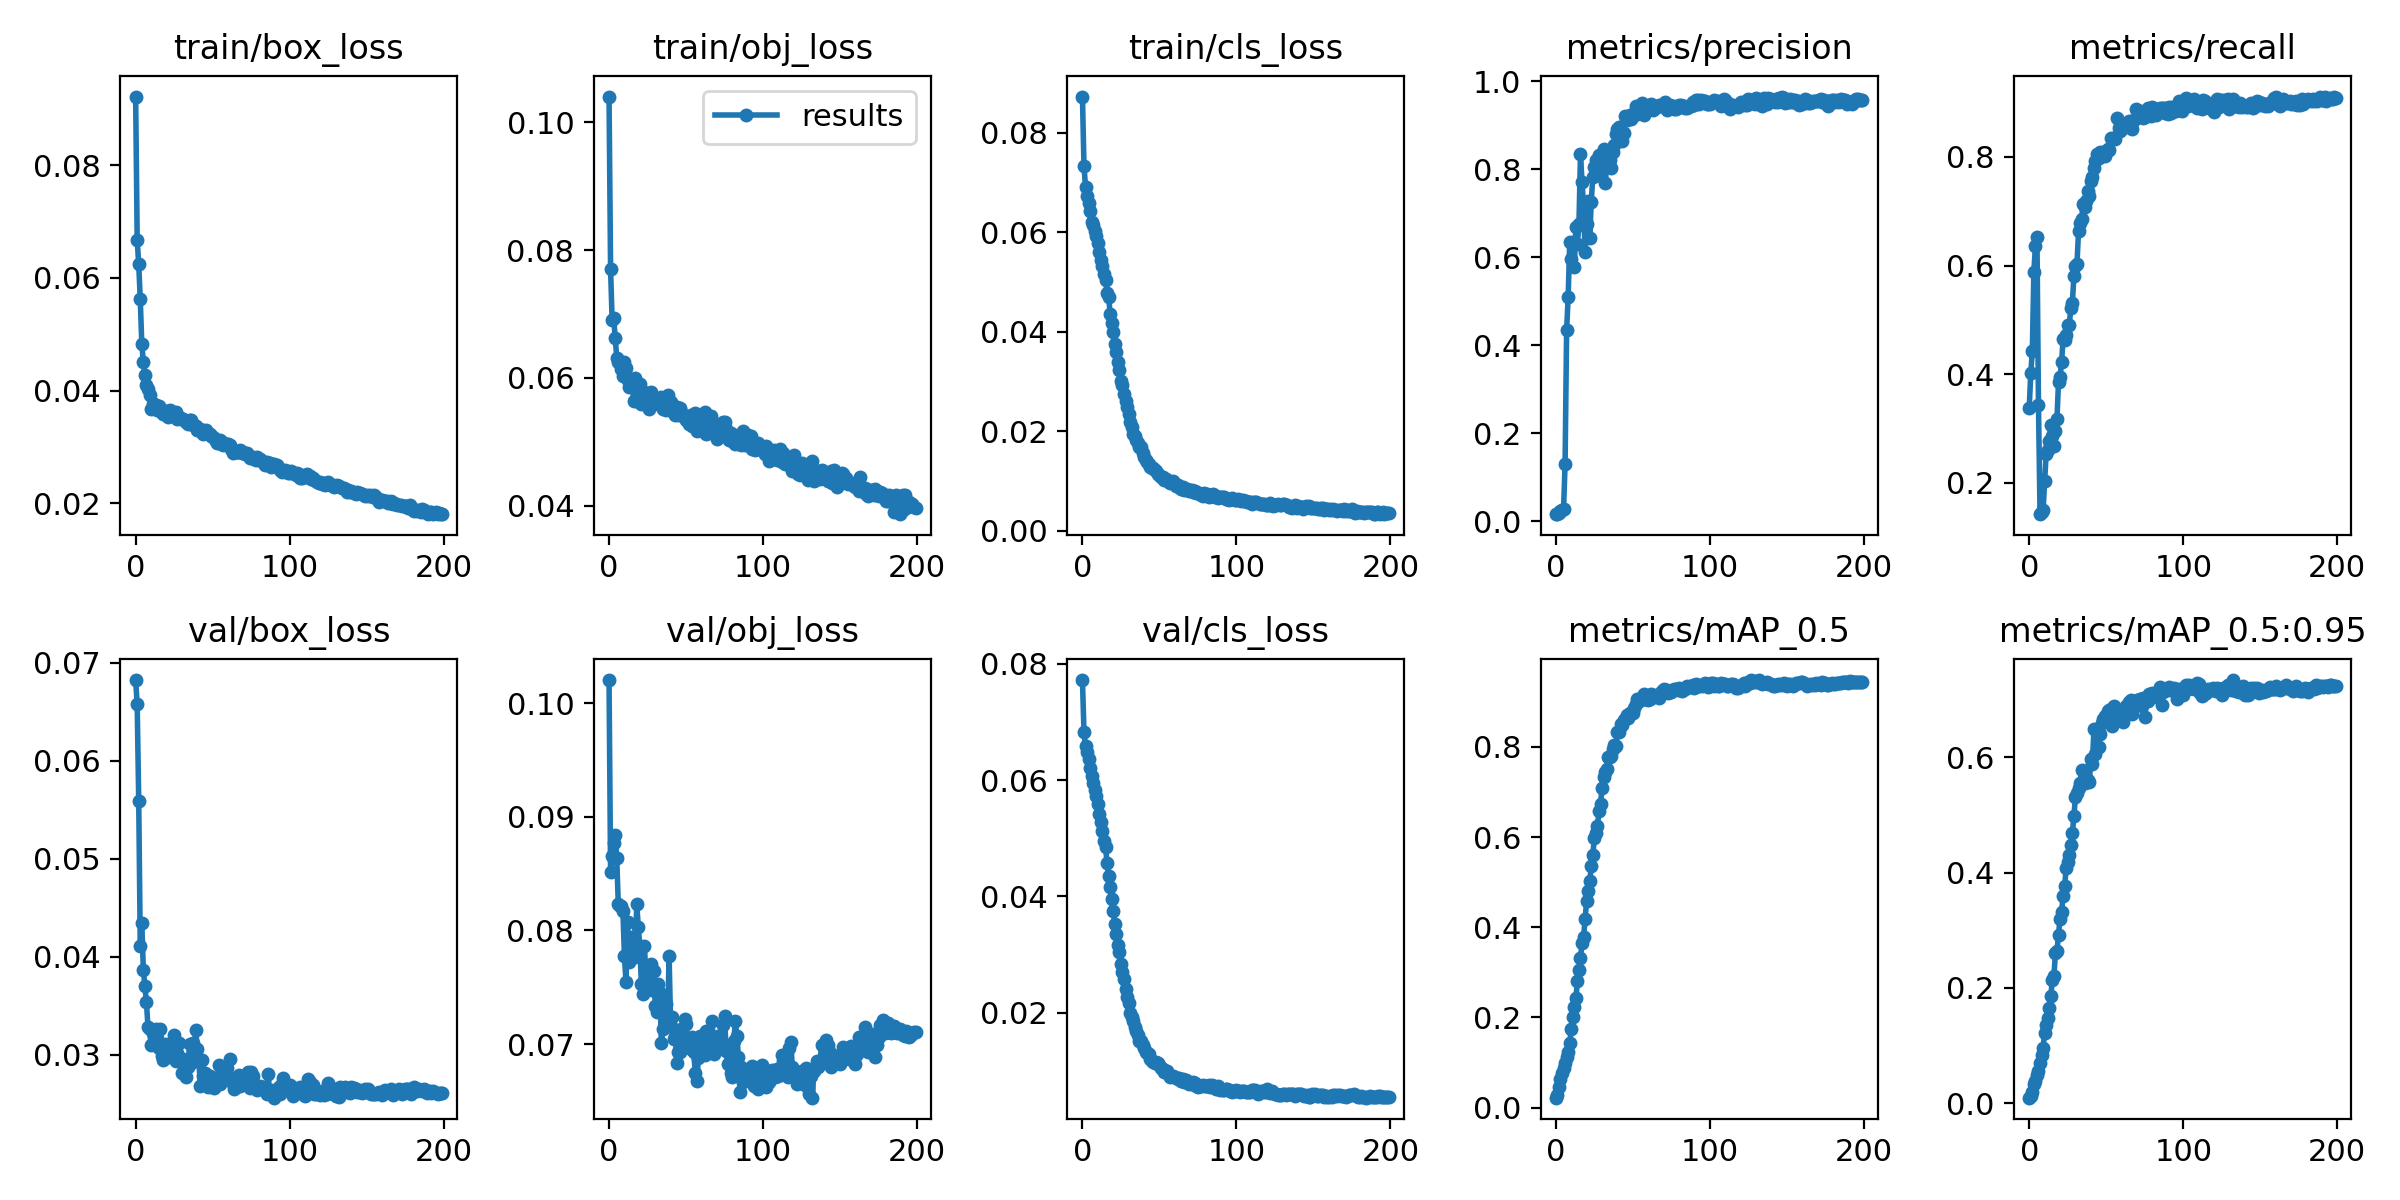 train/box_loss
train/obj_loss
train/cls_loss
metrics/precision
metrics/recall
results
0.08
0.06
0.04
0.02
0 100 200
0.10
0.08
0.06
0.04
0 100 200
0.08
0.06
0.04
0.02
0.00
0 100 200
1.0
0.8
0.6
0.4
0.2
0.0
0 100 200
0.8
0.6
0.4
0.2
0 100 200
val/box_loss
val/obj_loss
val/cls_loss
metrics/mAP_0.5
metrics/mAP_0.5:0.95
0.07
0.06
0.05
0.04
0.03
0 100 200
0.10
0.09
0.08
0.07
0 100 200
0.08
0.06
0.04
0.02
0 100 200
0.8
0.6
0.4
0.2
0.0
0 100 200
0.6
0.4
0.2
0.0
0 100 200